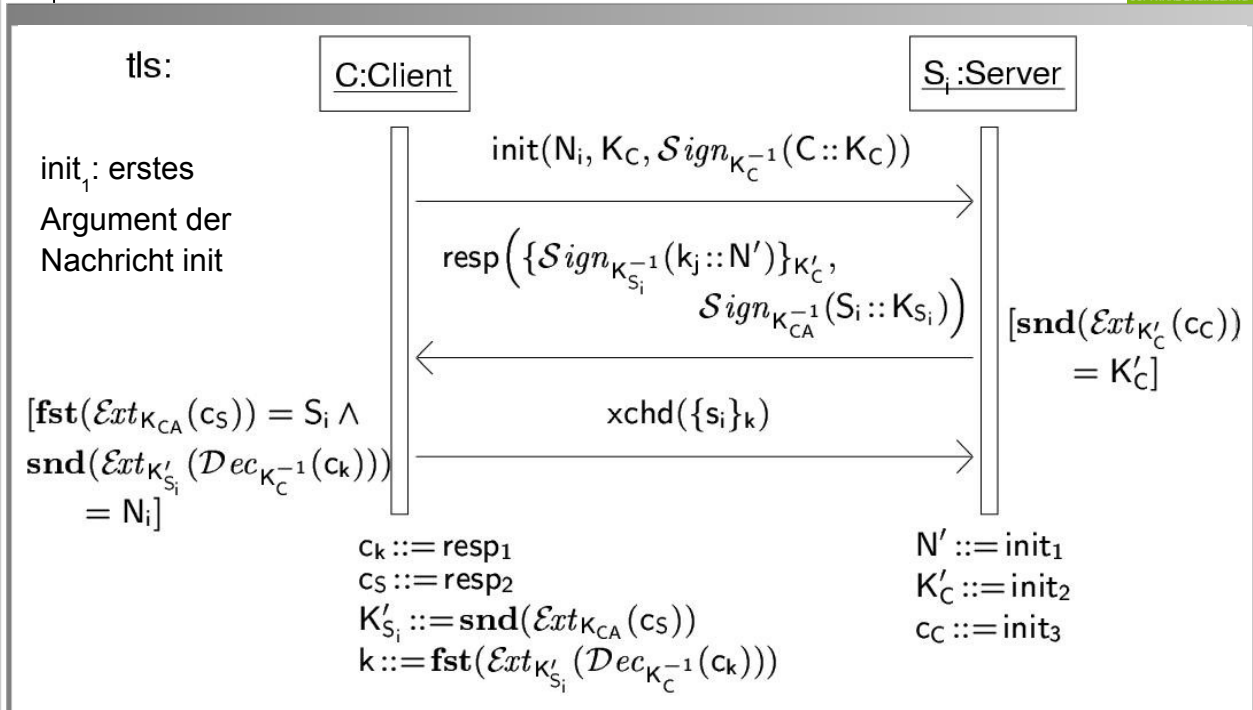 tls:
C:Client
S_i :Server
init_1: erstes
Argument der
Nachricht init
init(N_i, K_C, Sign_{K_C^{-1}}(C :: K_C))
resp({Sign_{K_{S_i}^{-1}}(k_j :: N′)}_{K′_C},
Sign_{K_{CA}^{-1}}(S_i :: K_{S_i}))
[snd(Ext_{K′_C}(c_C))
= K′_C]
[fst(Ext_{K_{CA}}(c_S)) = S_i ∧
snd(Ext_{K′_{S_i}}(Dec_{K_C^{-1}}(c_k)))
= N_i]
xchd({s_i}_k)
c_k ::= resp_1
c_S ::= resp_2
K′_{S_i} ::= snd(Ext_{K_{CA}}(c_S))
k ::= fst(Ext_{K′_{S_i}}(Dec_{K_C^{-1}}(c_k)))
N′ ::= init_1
K′_C ::= init_2
c_C ::= init_3